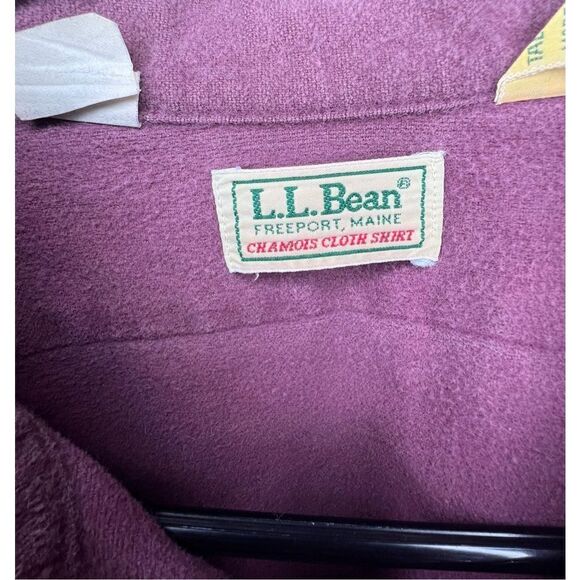 L.L.Bean®
FREEPORT, MAINE
CHAMOIS CLOTH SHIRT